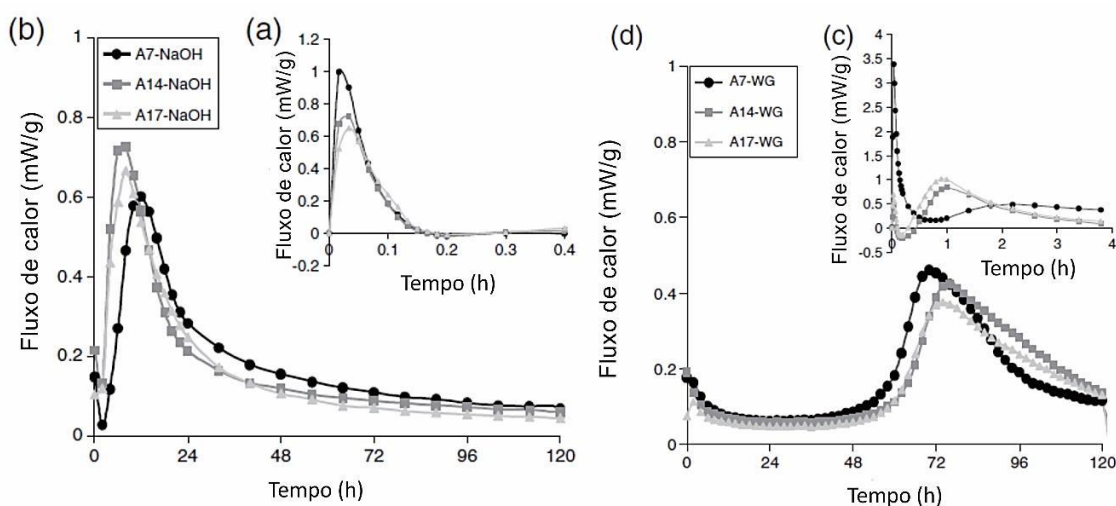 (b)
Fluxo de calor (mW/g)
1
0.8
0.6
0.4
0.2
0
0
24
48
72
96
120
Tempo (h)
A7-NaOH
A14-NaOH
A17-NaOH
(a)
Fluxo de calor (mW/g)
1.2
1
0.8
0.6
0.4
0.2
0
-0.2
0
0.1
0.2
0.3
0.4
Tempo (h)
(d)
Fluxo de calor (mW/g)
1
0.8
0.6
0.4
0.2
0
0
24
48
72
96
120
Tempo (h)
A7-WG
A14-WG
A17-WG
(c)
Fluxo de calor (mW/g)
4
3.5
3
2.5
2
1.5
1
0.5
0
-0.5
0
1
2
3
4
Tempo (h)